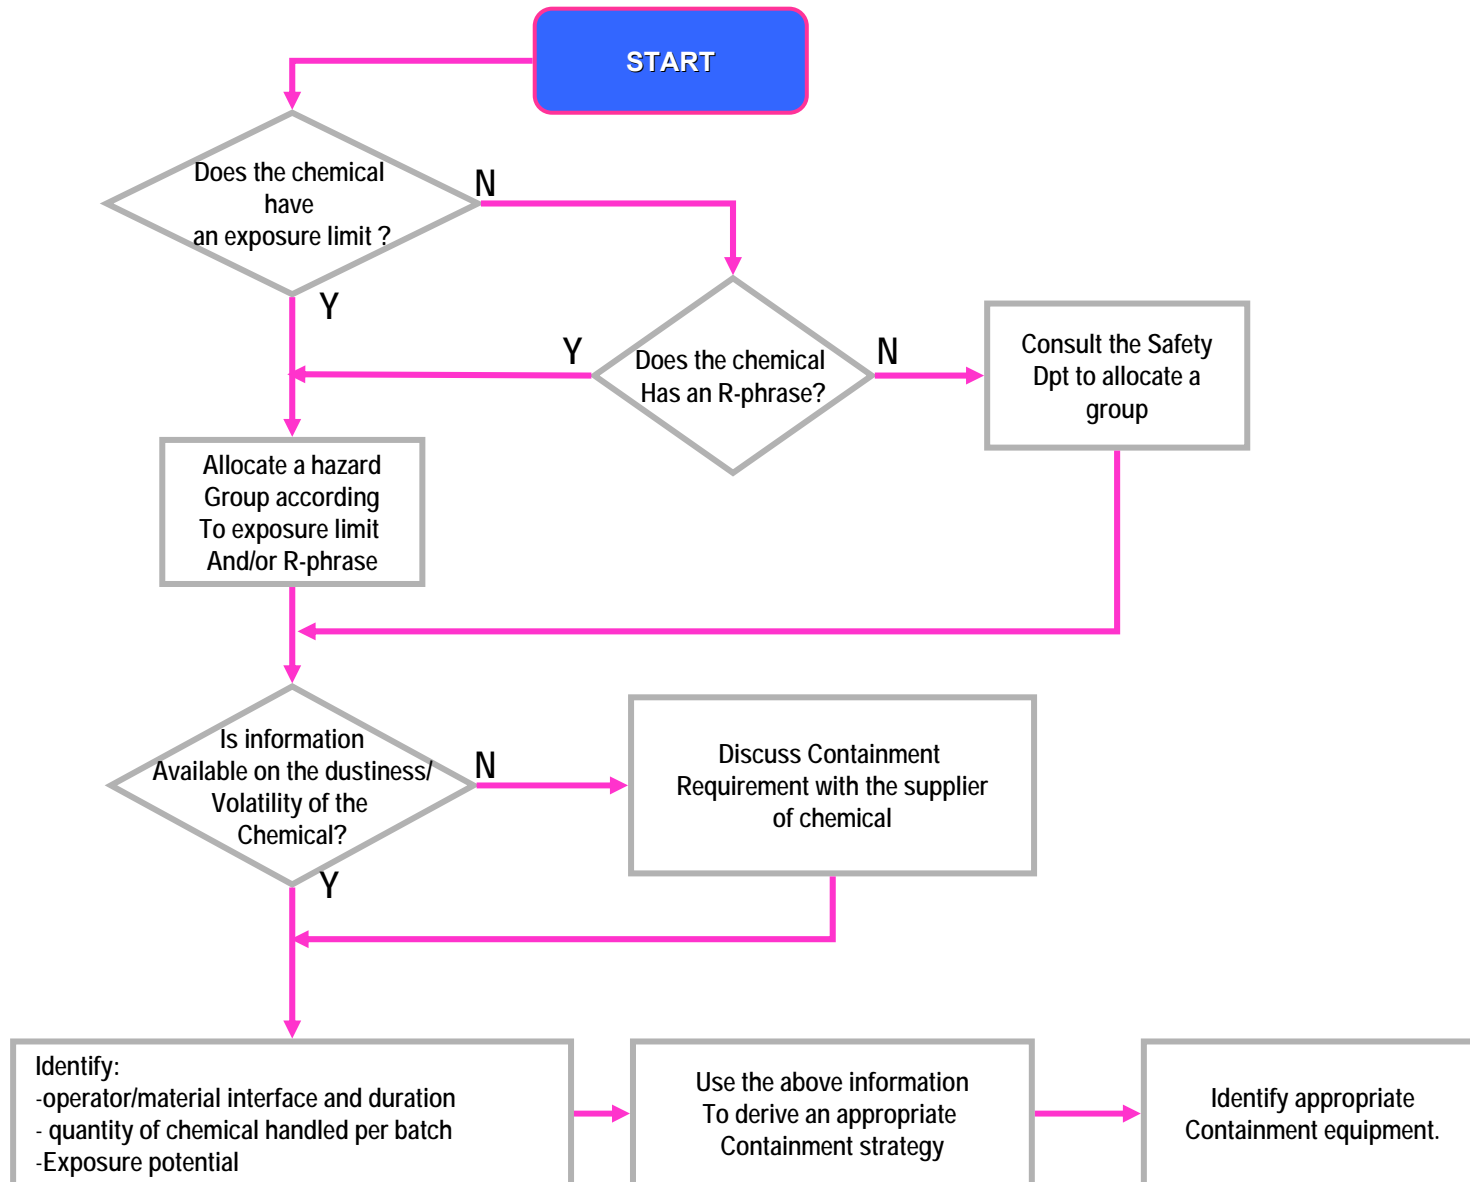 START
Does the chemical
have
an exposure limit ?
N
Y
Does the chemical
Has an R-phrase?
Y
N
Consult the Safety
Dpt to allocate a
group
Allocate a hazard
Group according
To exposure limit
And/or R-phrase
Is information
Available on the dustiness/
Volatility of the
Chemical?
N
Y
Discuss Containment
Requirement with the supplier
of chemical
Identify:
-operator/material interface and duration
- quantity of chemical handled per batch
-Exposure potential
Use the above information
To derive an appropriate
Containment strategy
Identify appropriate
Containment equipment.